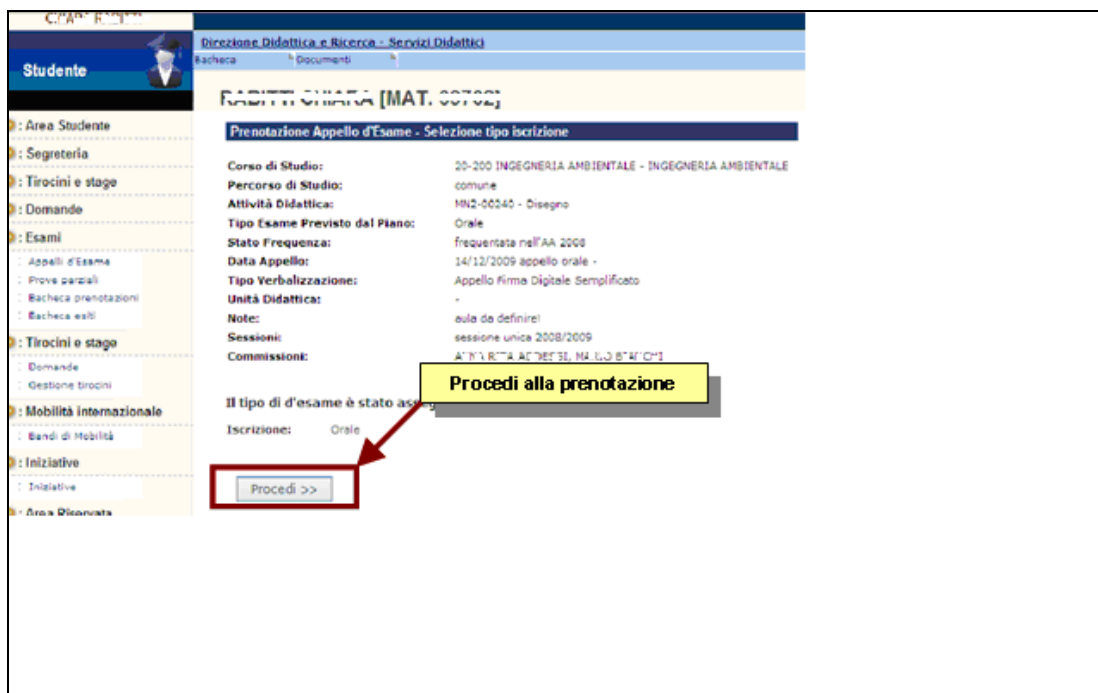 Direzione Didattica e Ricerca - Servizi Didattici
Studente
Bacheca Documenti
[MAT.
: Area Studente
: Segreteria
: Tirocini e stage
: Domande
: Esami
: Appelli d'Esame
: Prove parziali
: Bacheca prenotazioni
: Bacheca esiti
: Tirocini e stage
: Domande
: Gestione tirocini
: Mobilità internazionale
: Bandi di Mobilità
: Iniziative
: Iniziative
: Area Riservata
Prenotazione Appello d'Esame - Selezione tipo iscrizione
Corso di Studio: 20-200 INGEGNERIA AMBIENTALE - INGEGNERIA AMBIENTALE
Percorso di Studio: comune
Attività Didattica: MN2-00240 - Disegno
Tipo Esame Previsto dal Piano: Orale
Stato Frequenza: frequentata nell'AA 2008
Data Appello: 14/12/2009 appello orale -
Tipo Verbalizzazione: Appello Firma Digitale Semplificato
Unità Didattica: -
Note: aula da definire!
Sessioni: sessione unica 2008/2009
Commissioni:
Procedi alla prenotazione
Il tipo di d'esame è stato
Iscrizione: Orale
Procedi >>